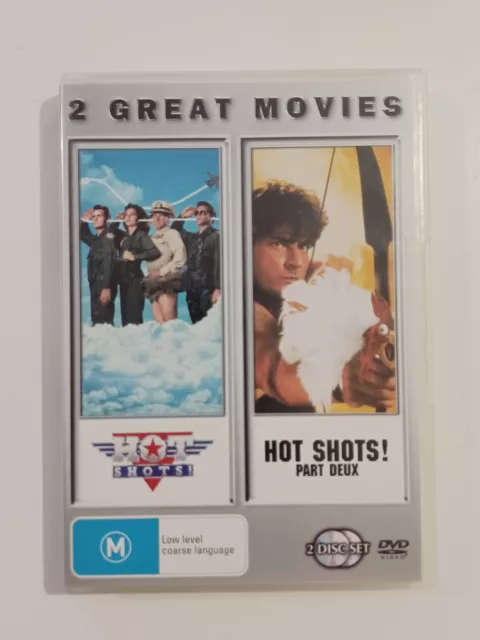 2 GREAT MOVIES
HOT
SHOTS!
HOT SHOTS!
PART DEUX
M
Low level
coarse language
2 DISC SET
DVD
VIDEO